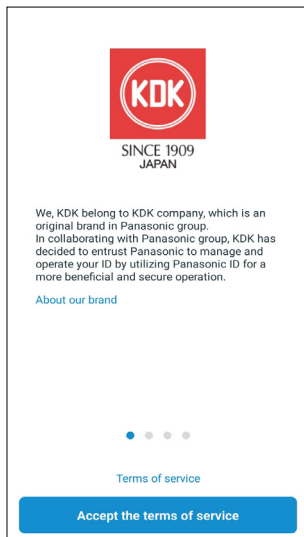 KDK
SINCE 1909
JAPAN
We, KDK belong to KDK company, which is an
original brand in Panasonic group.
In collaborating with Panasonic group, KDK has
decided to entrust Panasonic to manage and
operate your ID by utilizing Panasonic ID for a
more beneficial and secure operation.
About our brand
Terms of service
Accept the terms of service